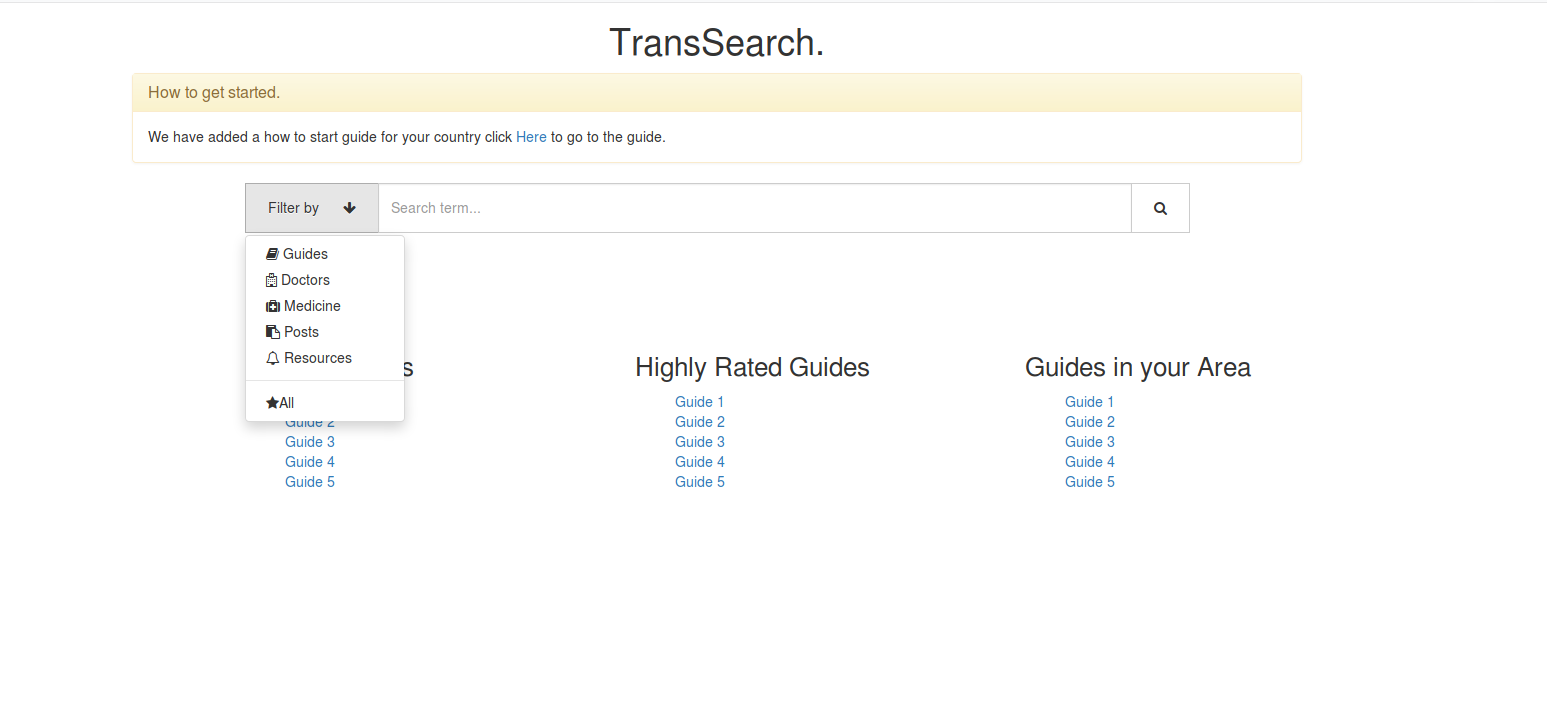 TransSearch.
How to get started.
We have added a how to start guide for your country click Here to go to the guide.
Filter by
Search term...
Guides
Doctors
Medicine
Posts
Resources
All
Guide 2
Guide 3
Guide 4
Guide 5
Highly Rated Guides
Guide 1
Guide 2
Guide 3
Guide 4
Guide 5
Guides in your Area
Guide 1
Guide 2
Guide 3
Guide 4
Guide 5